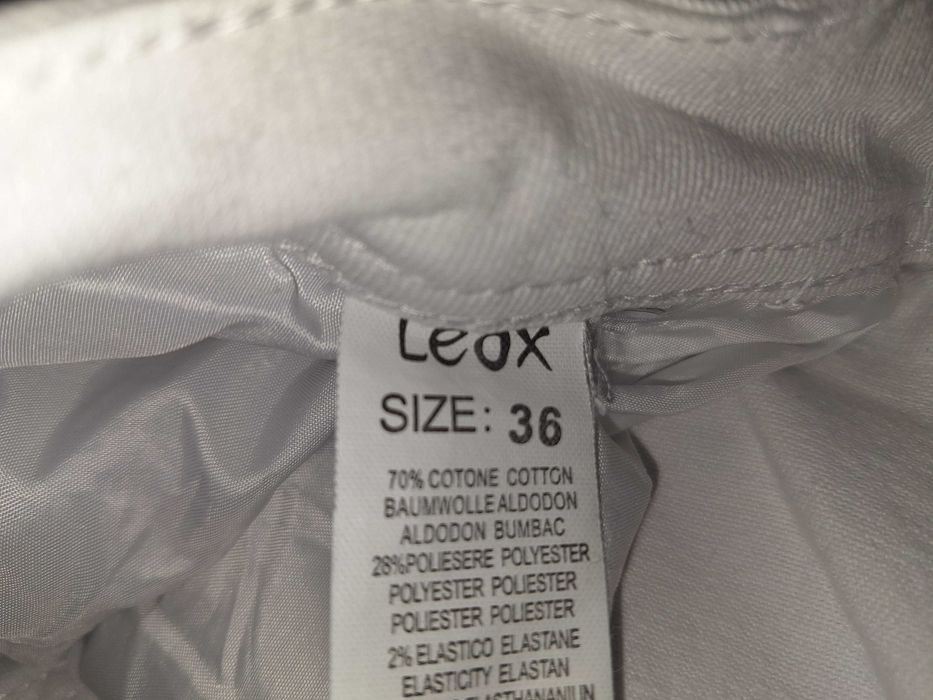 Leox
SIZE: 36
70% COTONE COTTON
BAUMWOLLE ALDODON
ALDODON BUMBAC
28%POLIESERE POLYESTER
POLYESTER POLIESTER
POLIESTER POLIESTER
2% ELASTICO ELASTANE
ELASTICITY ELASTAN